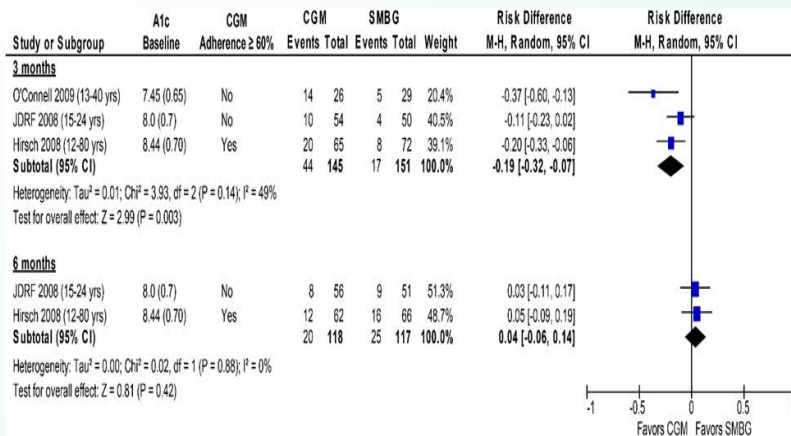 A1c CGM CGM SMBG Risk Difference Risk Difference
Study or Subgroup Baseline Adherence ≥ 60% Events Total Events Total Weight M-H, Random, 95% CI M-H, Random, 95% CI
3 months
O'Connell 2009 (13-40 yrs) 7.45 (0.65) No 14 26 5 29 20.4% -0.37 [-0.60, -0.13]
JDRF 2008 (15-24 yrs) 8.0 (0.7) No 10 54 4 50 40.5% -0.11 [-0.23, 0.02]
Hirsch 2008 (12-80 yrs) 8.44 (0.70) Yes 20 65 8 72 39.1% -0.20 [-0.33, -0.06]
Subtotal (95% CI) 44 145 17 151 100.0% -0.19 [-0.32, -0.07]
Heterogeneity: Tau² = 0.01; Chi² = 3.93, df = 2 (P = 0.14); I² = 49%
Test for overall effect: Z = 2.99 (P = 0.003)
6 months
JDRF 2008 (15-24 yrs) 8.0 (0.7) No 8 56 9 51 51.3% 0.03 [-0.11, 0.17]
Hirsch 2008 (12-80 yrs) 8.44 (0.70) Yes 12 62 16 66 48.7% 0.05 [-0.09, 0.19]
Subtotal (95% CI) 20 118 25 117 100.0% 0.04 [-0.06, 0.14]
Heterogeneity: Tau² = 0.00; Chi² = 0.02, df = 1 (P = 0.88); I² = 0%
Test for overall effect: Z = 0.81 (P = 0.42)
-1 -0.5 0 0.5
Favors CGM Favors SMBG